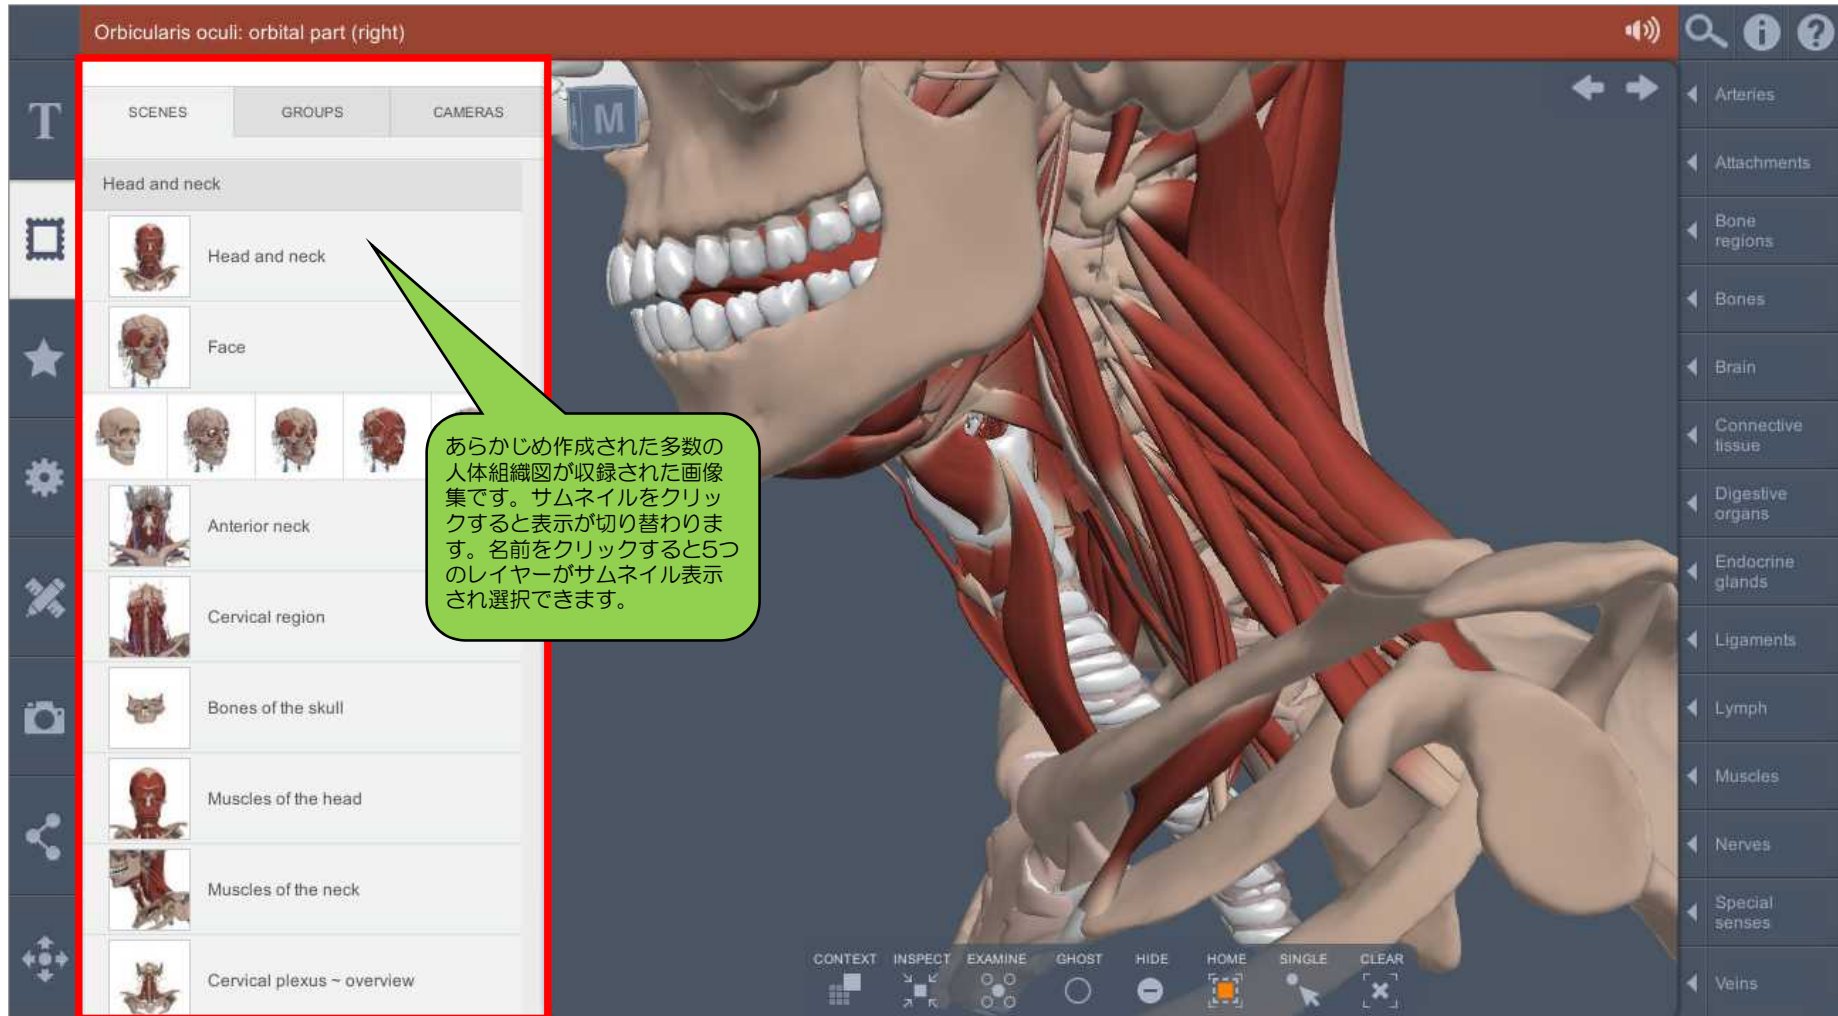 Orbicularis oculi: orbital part (right)
T
SCENES
GROUPS
CAMERAS
Head and neck
Head and neck
Face
Anterior neck
Cervical region
Bones of the skull
Muscles of the head
Muscles of the neck
Cervical plexus ~ overview
あらかじめ作成された多数の
人体組織図が収録された画像
集です。サムネイルをクリッ
クすると表示が切り替わりま
す。名前をクリックすると5つ
のレイヤーがサムネイル表示
され選択できます。
M
CONTEXT
INSPECT
EXAMINE
GHOST
HIDE
HOME
SINGLE
CLEAR
Arteries
Attachments
Bone
regions
Bones
Brain
Connective
tissue
Digestive
organs
Endocrine
glands
Ligaments
Lymph
Muscles
Nerves
Special
senses
Veins